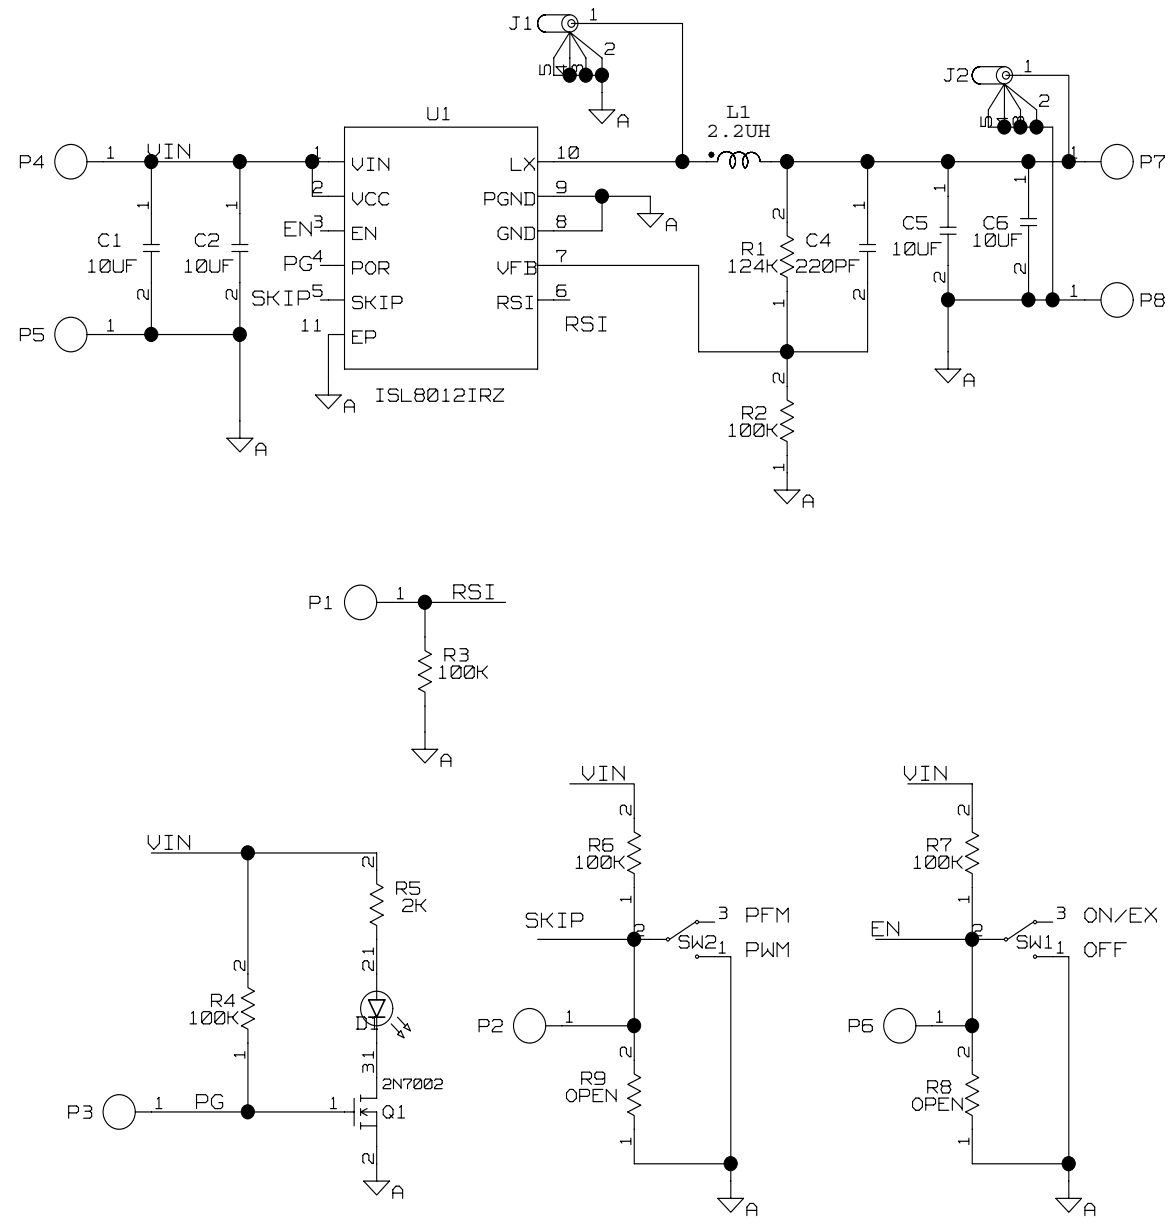 J1 1
2
5 4 3
A
J2 1
2
5 4 3
U1
L1
2.2UH
P4 1 VIN 1 VIN LX 10 1 P7
2 VCC PGND 9 A
EN 3 EN GND 8
PG 4 POR VFB 7
SKIP 5 SKIP RSI 6
RSI
11 EP
1 1
C1 C2
10UF 10UF
2 2
P5 1
A
A
ISL8012IRZ
2 1
R1 C4
124K 220PF
1 2
1 1
C5 C6
10UF 10UF
2 2
1 P8
A
2
R2
100K
1
A
P1 1 RSI
R3
100K
A
VIN
2
R5
2K
2 1
D1
3 1
2N7002
2
R4
100K
1
P3 1 PG 1 Q1
2
A
VIN
2
R6
100K
1
SKIP 2 3 PFM
SW2 1 PWM
P2 1
2
R9
OPEN
1
A
VIN
2
R7
100K
1
EN 2 3 ON/EX
SW1 1 OFF
P6 1
2
R8
OPEN
1
A